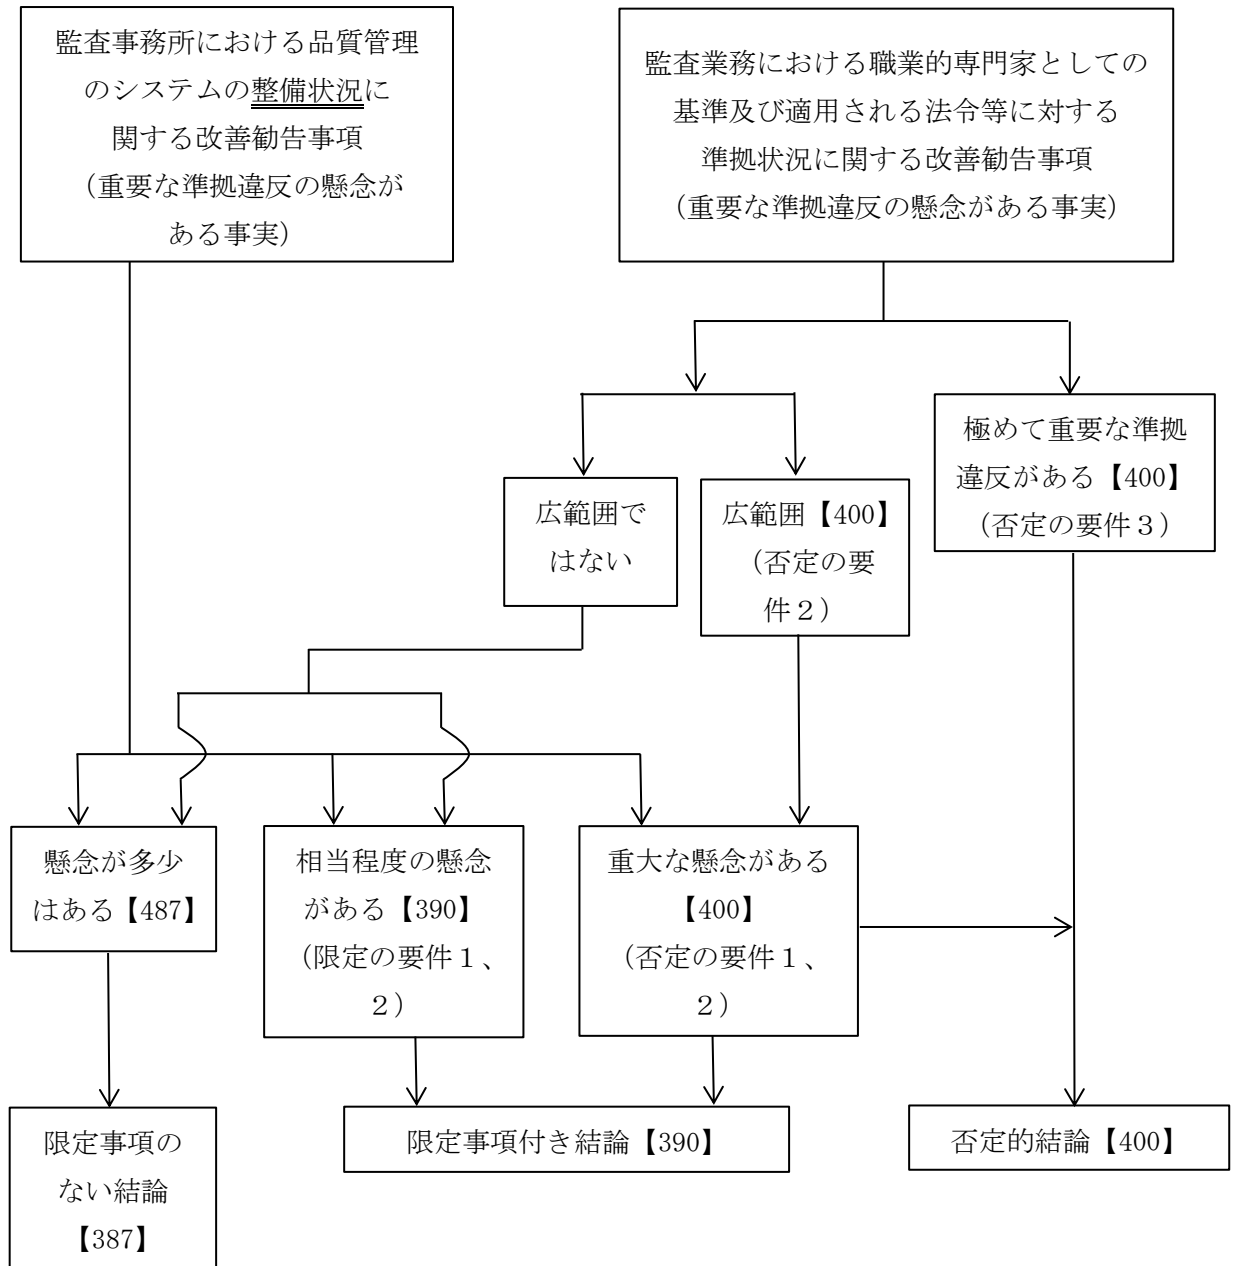 監査事務所における品質管理
のシステムの整備状況に
関する改善勧告事項
（重要な準拠違反の懸念が
ある事実）
監査業務における職業的専門家としての
基準及び適用される法令等に対する
準拠状況に関する改善勧告事項
（重要な準拠違反の懸念がある事実）
極めて重要な準拠
違反がある【400】
（否定の要件３）
広範囲で
はない
広範囲【400】
（否定の要
件２）
懸念が多少
はある【487】
相当程度の懸念
がある【390】
（限定の要件１、
２）
重大な懸念がある
【400】
（否定の要件１、
２）
限定事項の
ない結論
【387】
限定事項付き結論【390】
否定的結論【400】